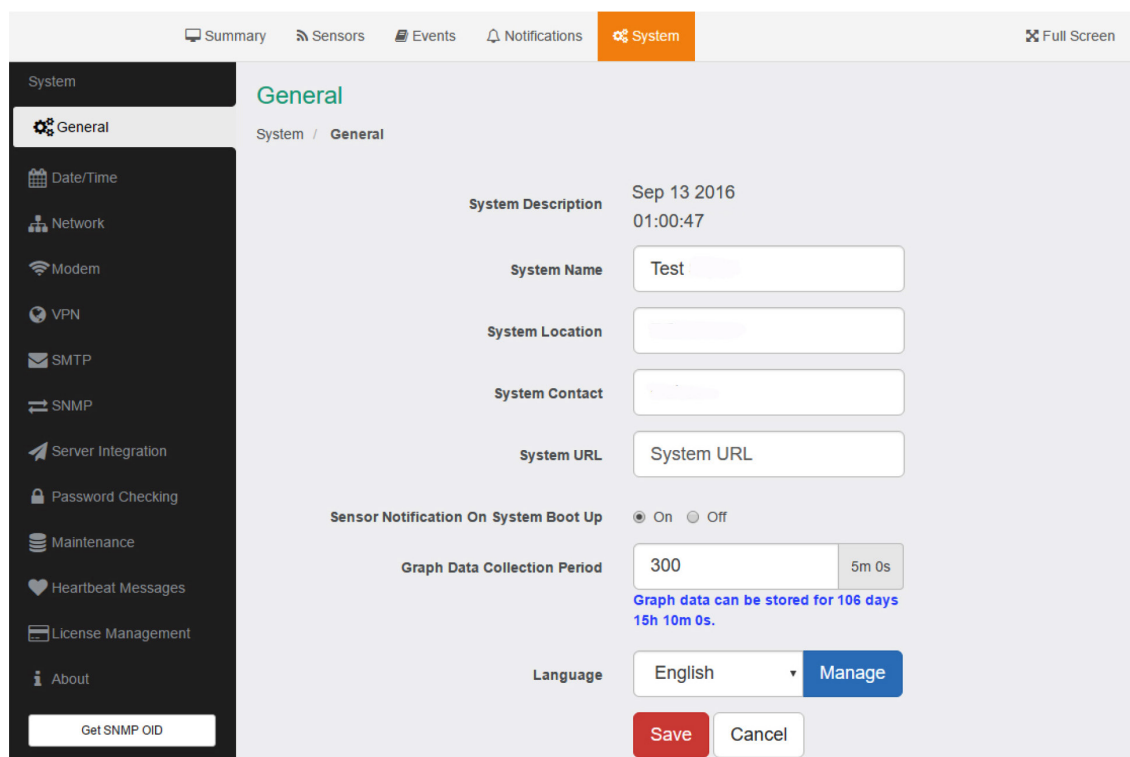 Summary Sensors Events Notifications System Full Screen
System
General
Date/Time
Network
Modem
VPN
SMTP
SNMP
Server Integration
Password Checking
Maintenance
Heartbeat Messages
License Management
About
Get SNMP OID
General
System / General
System Description Sep 13 2016
01:00:47
System Name Test
System Location
System Contact
System URL System URL
Sensor Notification On System Boot Up On Off
Graph Data Collection Period 300 5m 0s
Graph data can be stored for 106 days
15h 10m 0s.
Language English Manage
Save Cancel